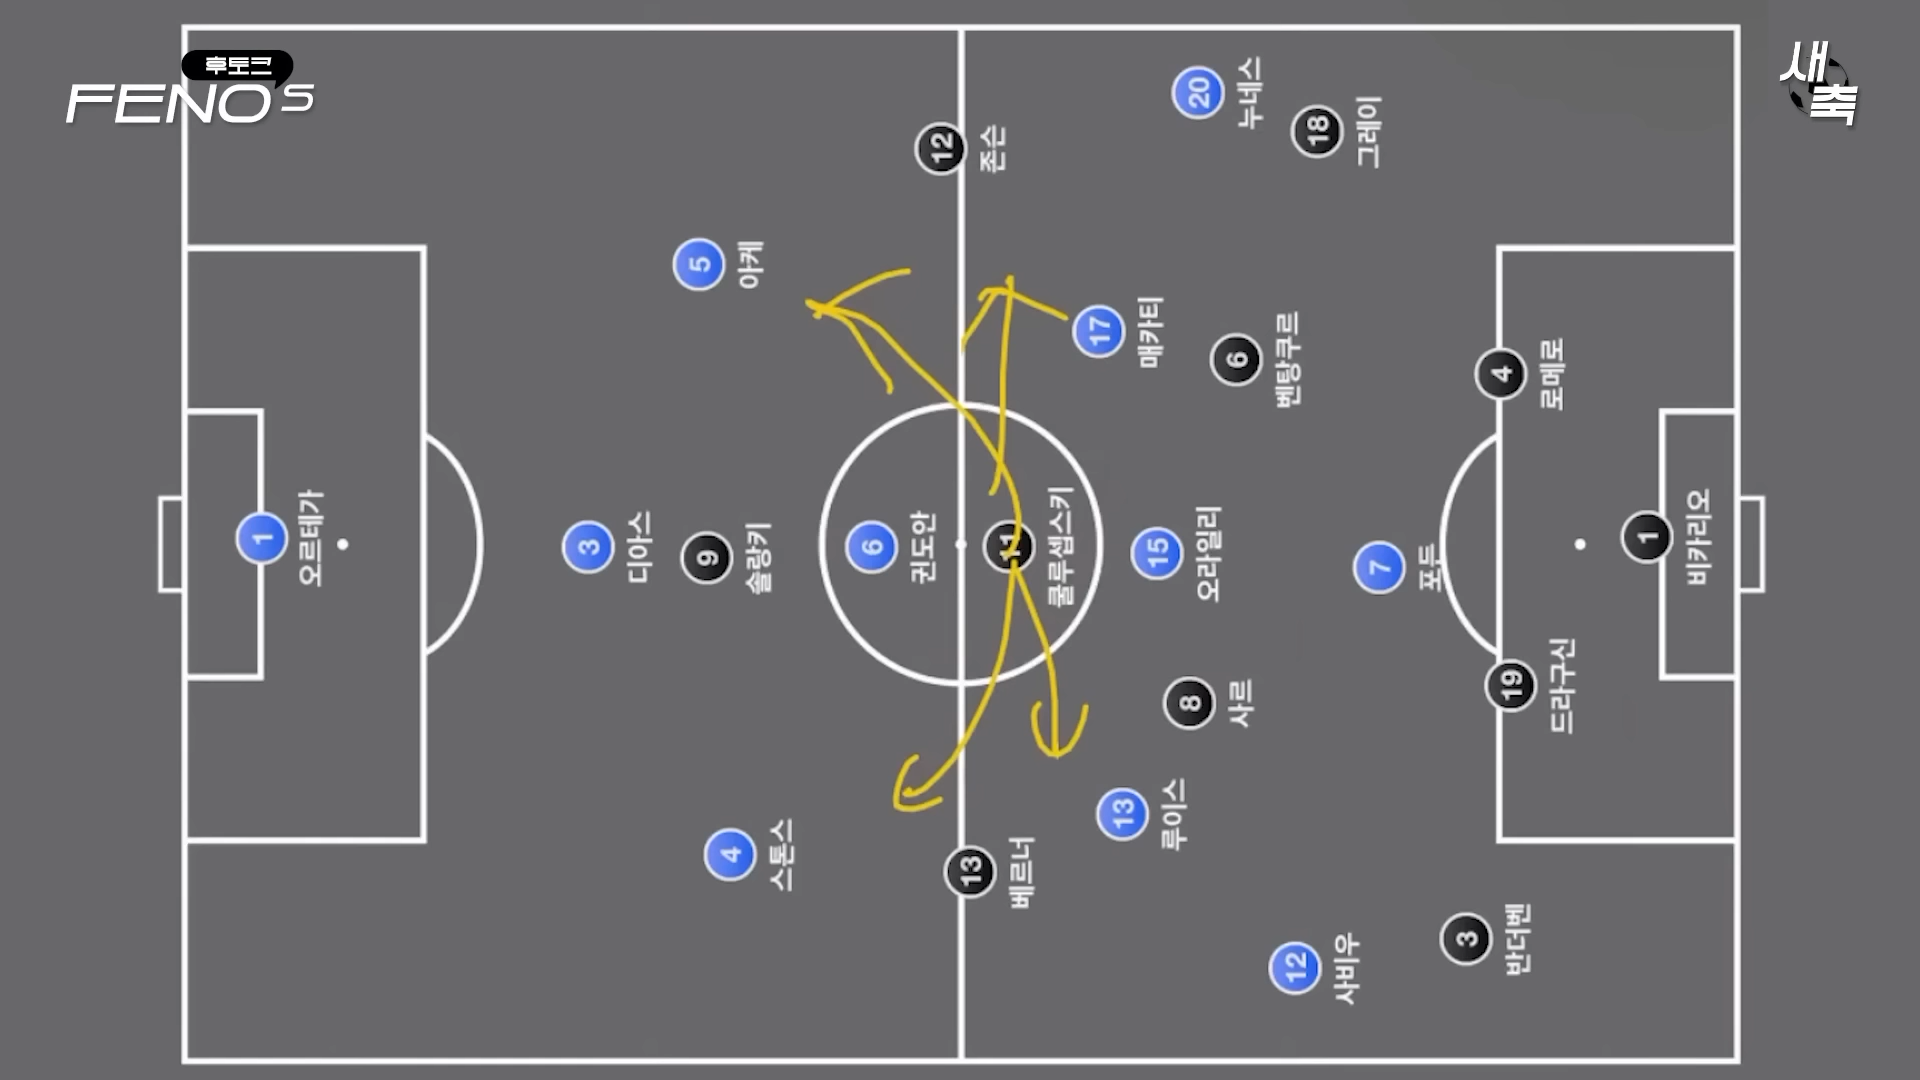 후토크
FENOS
새축
20 누네스
18 그레이
12 존슨
5 아케
17 매카티
6 벤탕쿠르
4 로메로
1 오르테가
3 디아스
9 솔랑키
6 귄도안
11 쿨루셉스키
15 오라일리
7 포든
1 비카리오
8 사르
19 드라구신
13 루이스
4 스톤스
13 베르너
12 사비우
3 반더벤